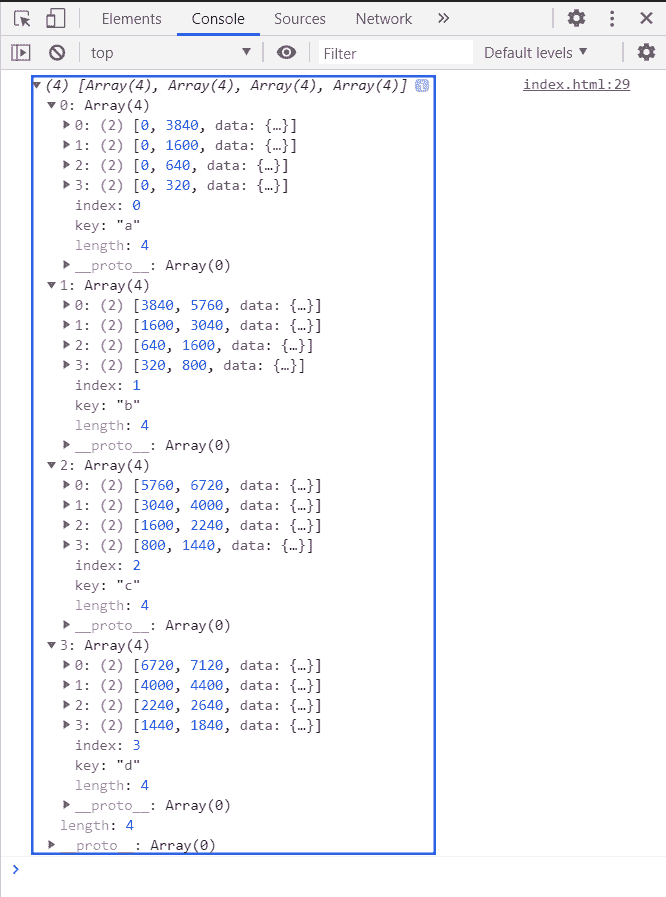 Elements Console Sources Network »
top Filter Default levels
(4) [Array(4), Array(4), Array(4), Array(4)] i index.html:29
0: Array(4)
0: (2) [0, 3840, data: {…}]
1: (2) [0, 1600, data: {…}]
2: (2) [0, 640, data: {…}]
3: (2) [0, 320, data: {…}]
index: 0
key: "a"
length: 4
__proto__: Array(0)
1: Array(4)
0: (2) [3840, 5760, data: {…}]
1: (2) [1600, 3040, data: {…}]
2: (2) [640, 1600, data: {…}]
3: (2) [320, 800, data: {…}]
index: 1
key: "b"
length: 4
__proto__: Array(0)
2: Array(4)
0: (2) [5760, 6720, data: {…}]
1: (2) [3040, 4000, data: {…}]
2: (2) [1600, 2240, data: {…}]
3: (2) [800, 1440, data: {…}]
index: 2
key: "c"
length: 4
__proto__: Array(0)
3: Array(4)
0: (2) [6720, 7120, data: {…}]
1: (2) [4000, 4400, data: {…}]
2: (2) [2240, 2640, data: {…}]
3: (2) [1440, 1840, data: {…}]
index: 3
key: "d"
length: 4
__proto__: Array(0)
length: 4
__proto__: Array(0)